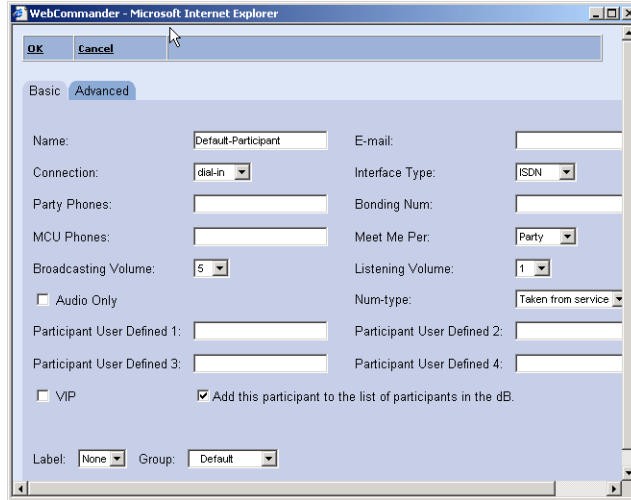 WebCommander - Microsoft Internet Explorer
OK Cancel
Basic Advanced
Name: Default-Participant E-mail:
Connection: dial-in Interface Type: ISDN
Party Phones: Bonding Num:
MCU Phones: Meet Me Per: Party
Broadcasting Volume: 5 Listening Volume: 1
Audio Only Num-type: Taken from service
Participant User Defined 1: Participant User Defined 2:
Participant User Defined 3: Participant User Defined 4:
VIP Add this participant to the list of participants in the dB.
Label: None Group: Default